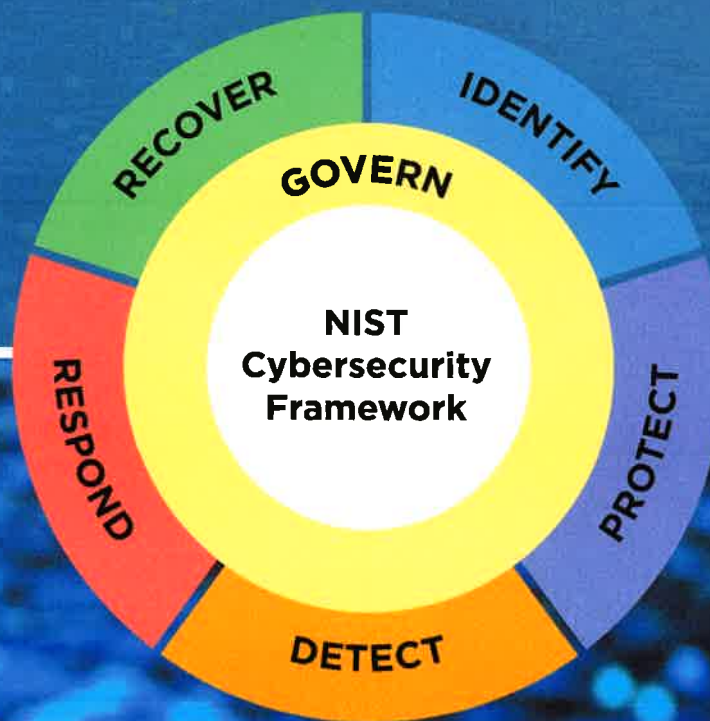 RECOVER
IDENTIFY
GOVERN
NIST
Cybersecurity
Framework
RESPOND
PROTECT
DETECT